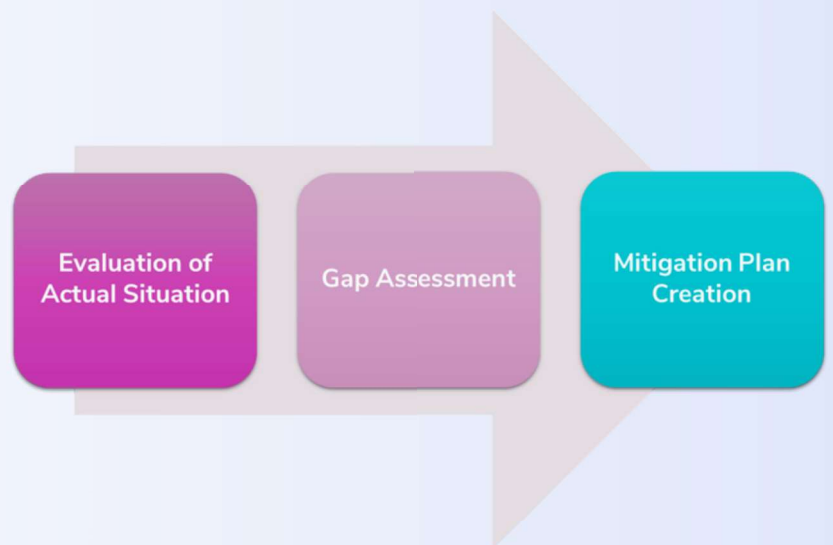 Evaluation of
Actual Situation
Gap Assessment
Mitigation Plan
Creation